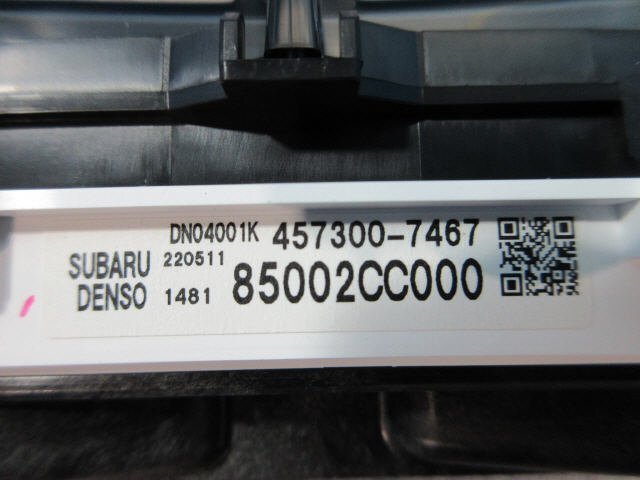 DN04001K 457300-7467
SUBARU 220511
DENSO 1481 85002CC000